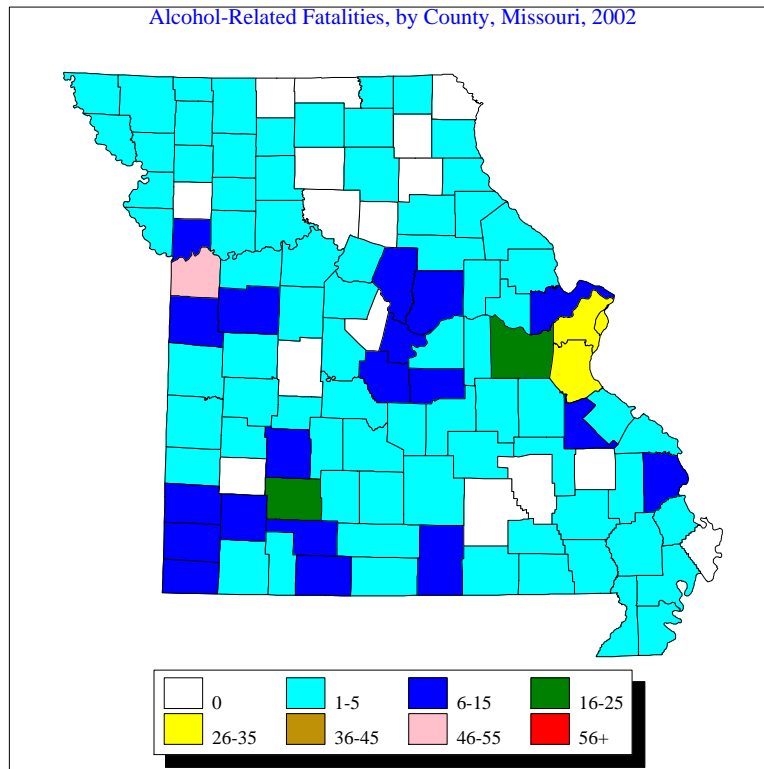 Alcohol-Related Fatalities, by County, Missouri, 2002
0 1-5 6-15 16-25
26-35 36-45 46-55 56+